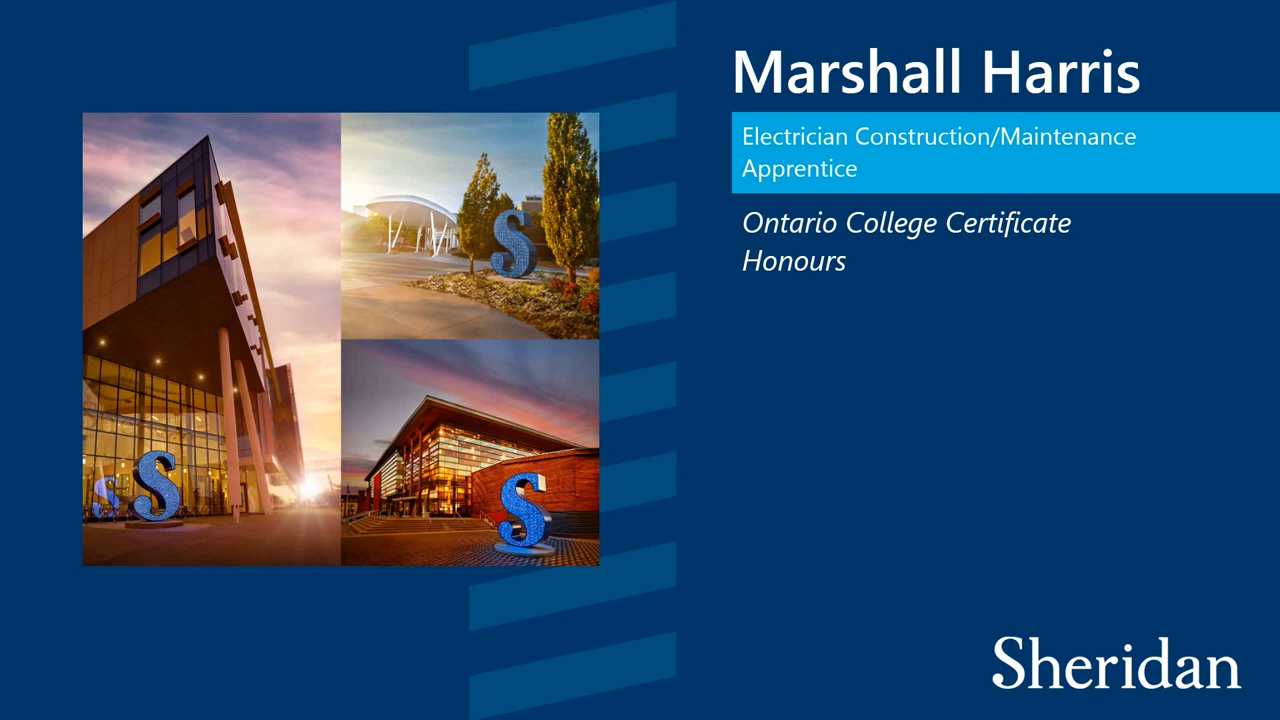 Marshall Harris
Electrician Construction/Maintenance
Apprentice
Ontario College Certificate
Honours
S
S
S
Sheridan